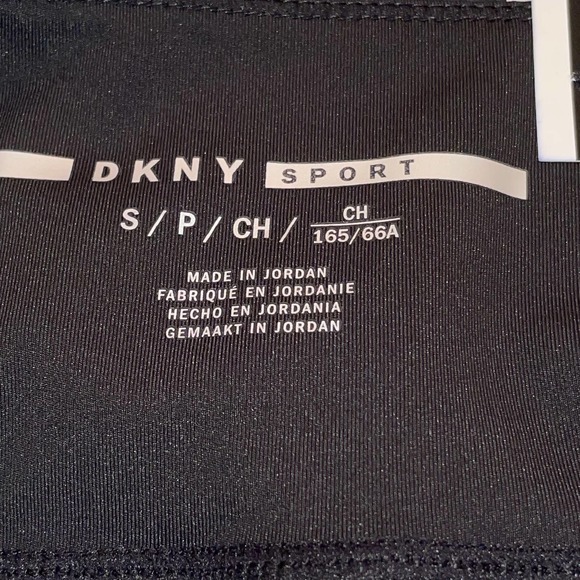 DKNY SPORT
S / P / CH / CH
165/66A
MADE IN JORDAN
FABRIQUÉ EN JORDANIE
HECHO EN JORDANIA
GEMAAKT IN JORDAN